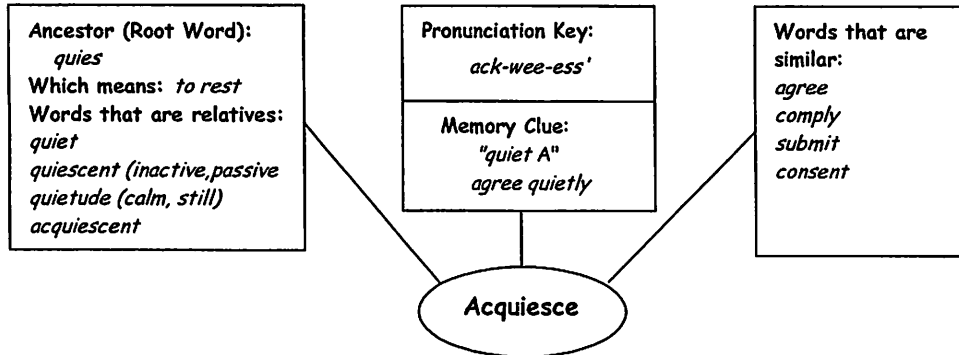 Ancestor (Root Word):
quies
Which means: to rest
Words that are relatives:
quiet
quiescent (inactive,passive
quietude (calm, still)
acquiescent
Pronunciation Key:
ack-wee-ess'
Memory Clue:
"quiet A"
agree quietly
Words that are
similar:
agree
comply
submit
consent
Acquiesce